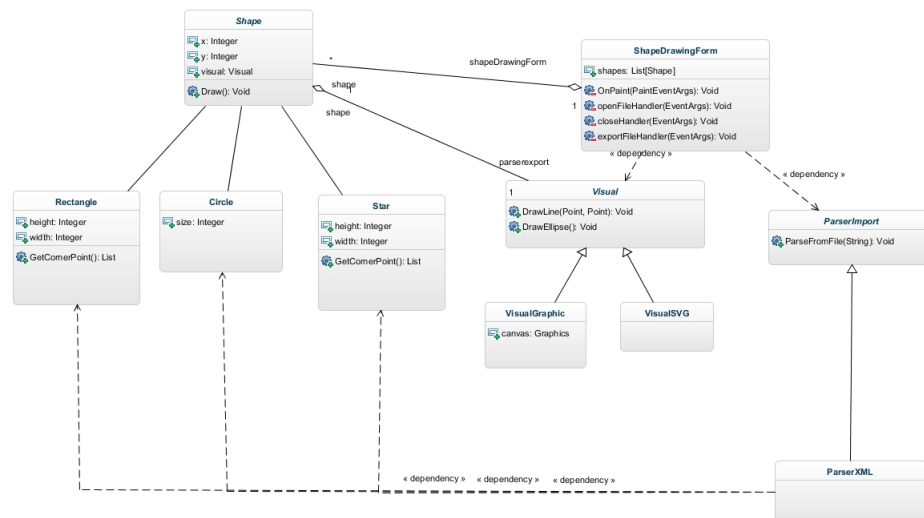 Shape
x: Integer
y: Integer
visual: Visual
Draw(): Void
ShapeDrawingForm
shapes: List[Shape]
OnPaint(PaintEventArgs): Void
openFileHandler(EventArgs): Void
closeHandler(EventArgs): Void
exportFileHandler(EventArgs): Void
*
shapeDrawingForm
shape
1
1
shape
parserexport
« dependency »
« dependency »
Rectangle
height: Integer
width: Integer
GetCornerPoint(): List
Circle
size: Integer
Star
height: Integer
width: Integer
GetCornerPoint(): List
1
Visual
DrawLine(Point, Point): Void
DrawEllipse(): Void
ParserImport
ParseFromFile(String): Void
VisualGraphic
canvas: Graphics
VisualSVG
« dependency » « dependency » « dependency »
ParserXML